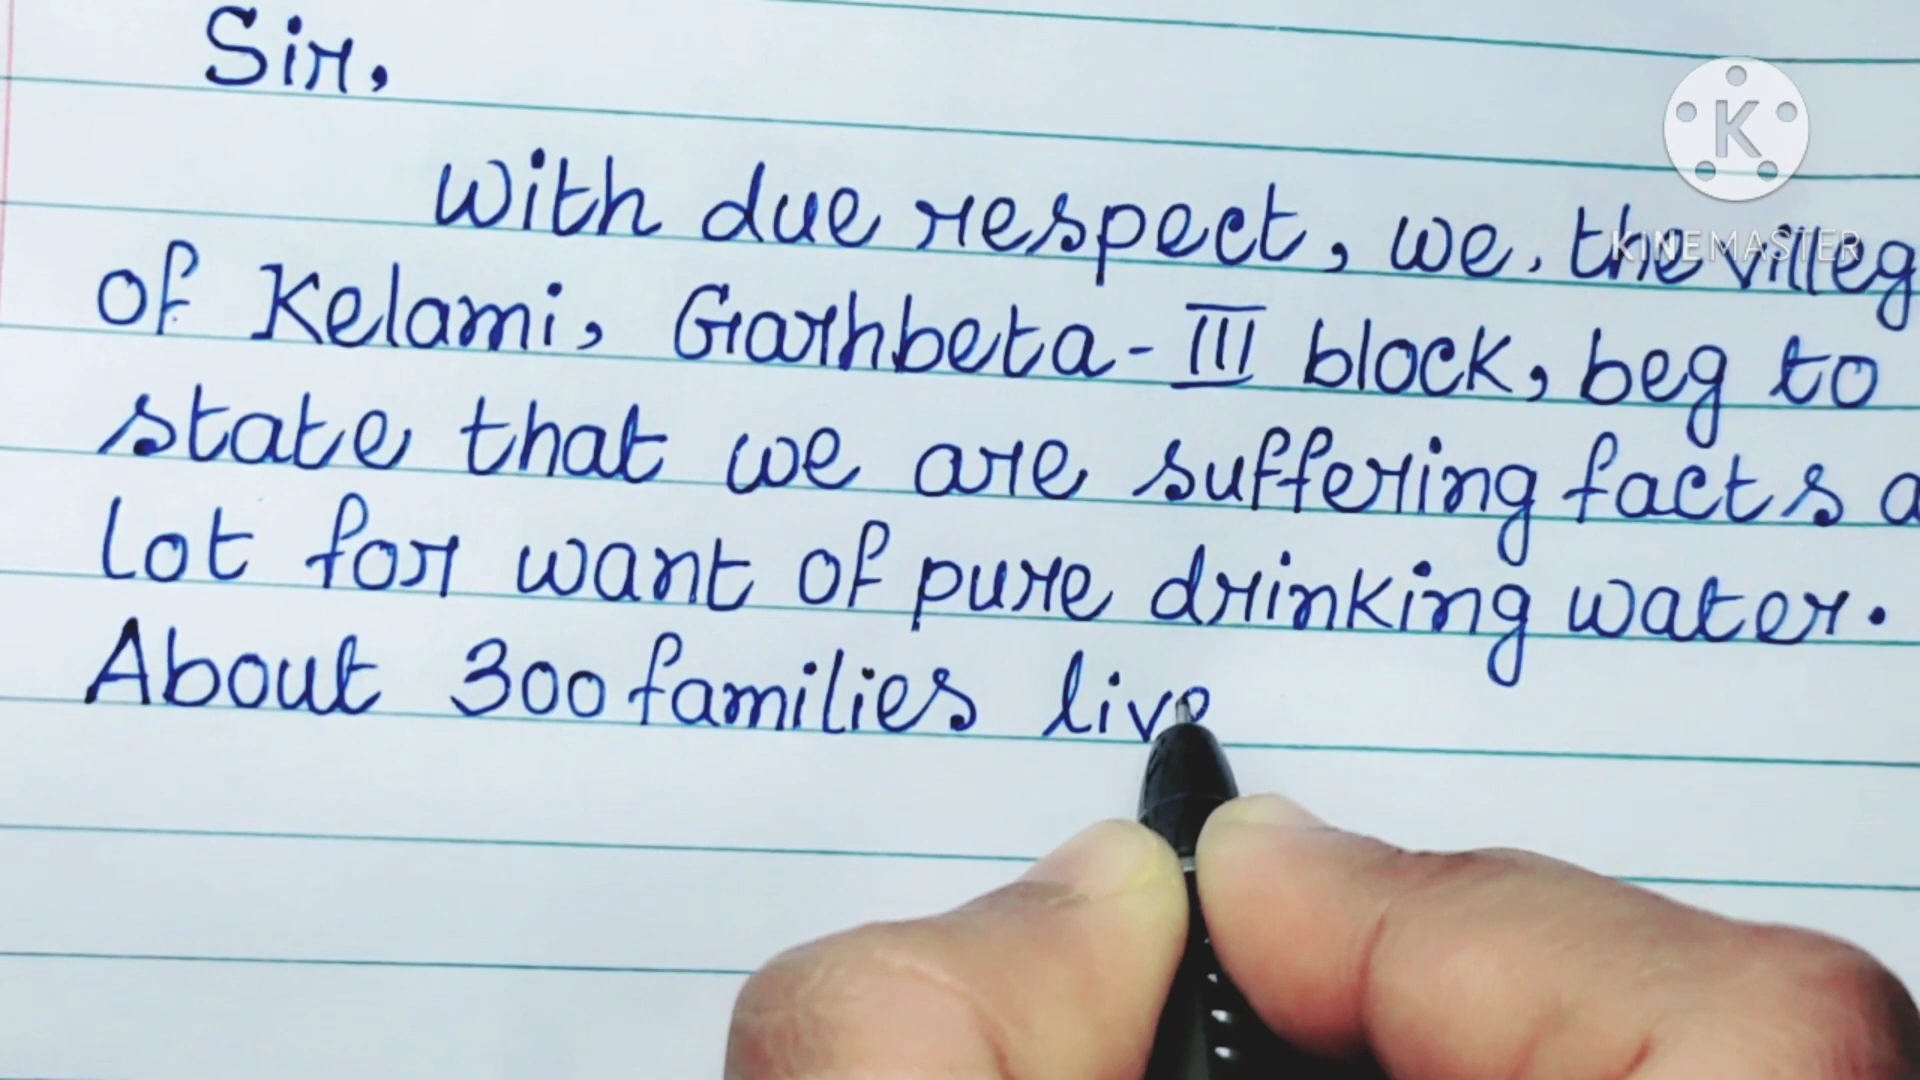 Sir,
With due respect, we, the villeg
of Kelami, Garhbeta-III block, beg to
state that we are suffering facts a
lot for want of pure drinking water.
About 300 families live
K
KINEMASTER